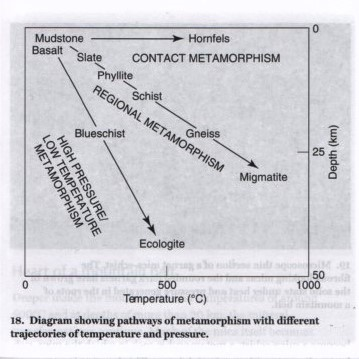 Mudstone
Hornfels
0
Basalt
Slate
CONTACT METAMORPHISM
Phyllite
Schist
REGIONAL METAMORPHISM
Blueschist
Gneiss
25
Migmatite
Depth (km)
HIGH PRESSURE/
LOW TEMPERATURE
METAMORPHISM
Ecologite
50
0
500
1000
Temperature (°C)
18. Diagram showing pathways of metamorphism with different
trajectories of temperature and pressure.